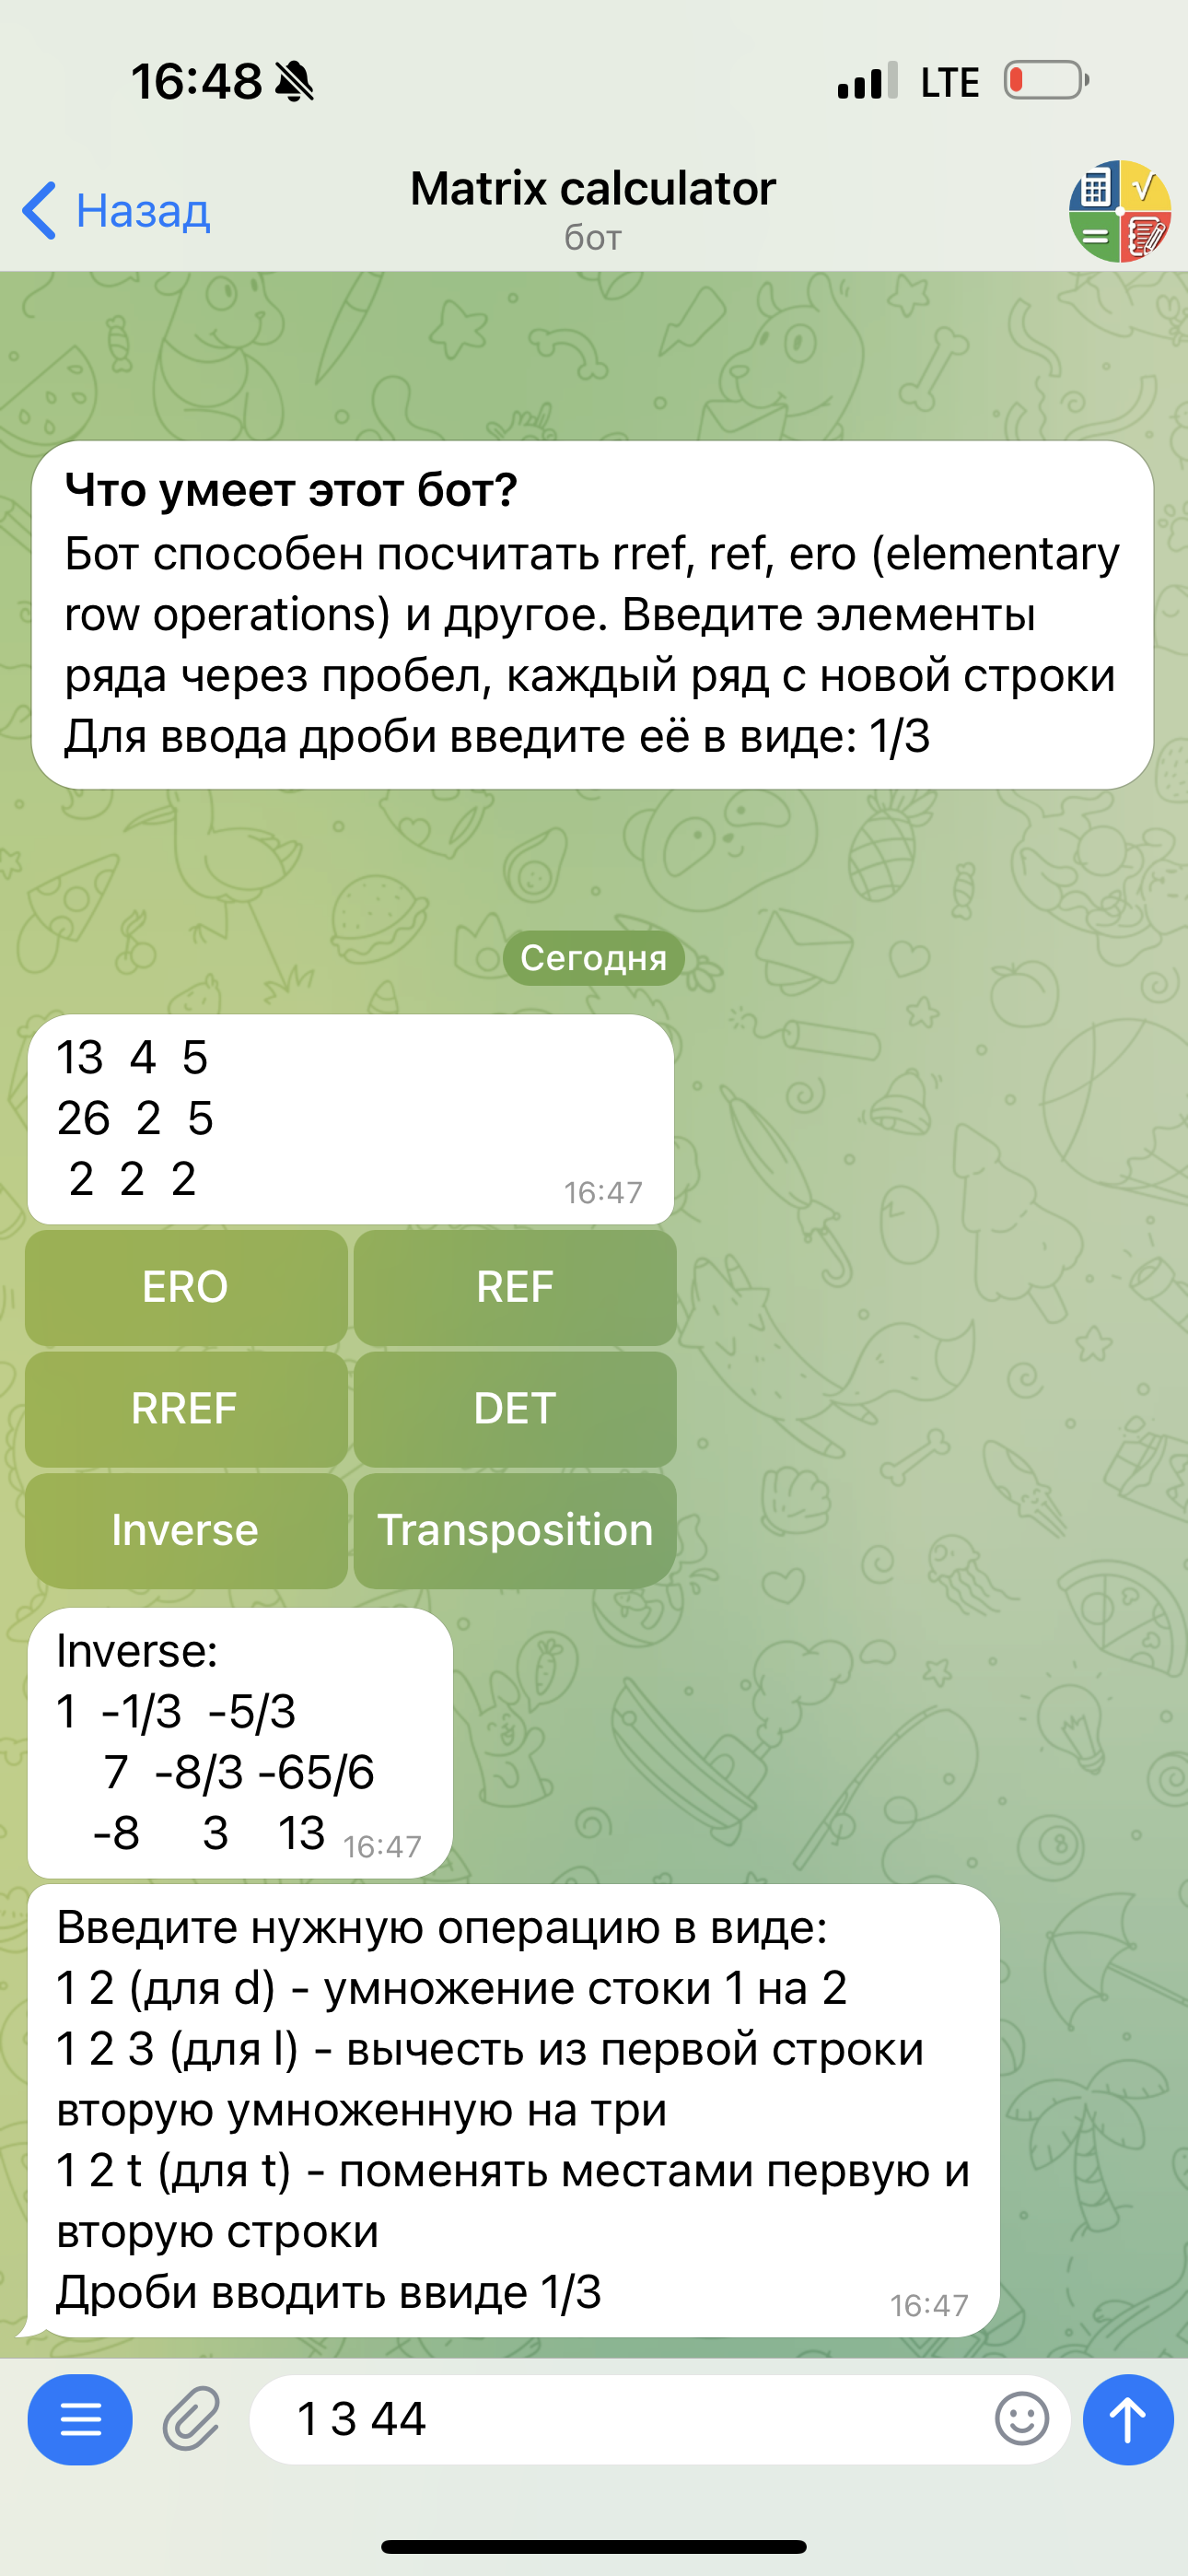 16:48
LTE
Назад
Matrix calculator
бот
Что умеет этот бот?
Бот способен посчитать rref, ref, ero (elementary
row operations) и другое. Введите элементы
ряда через пробел, каждый ряд с новой строки
Для ввода дроби введите её в виде: 1/3
Сегодня
13 4 5
26 2 5
2 2 2
16:47
ERO REF
RREF DET
Inverse Transposition
Inverse:
1 -1/3 -5/3
7 -8/3 -65/6
-8 3 13 16:47
Введите нужную операцию в виде:
1 2 (для d) - умножение стоки 1 на 2
1 2 3 (для l) - вычесть из первой строки
вторую умноженную на три
1 2 t (для t) - поменять местами первую и
вторую строки
Дроби вводить ввиде 1/3
16:47
1 3 44